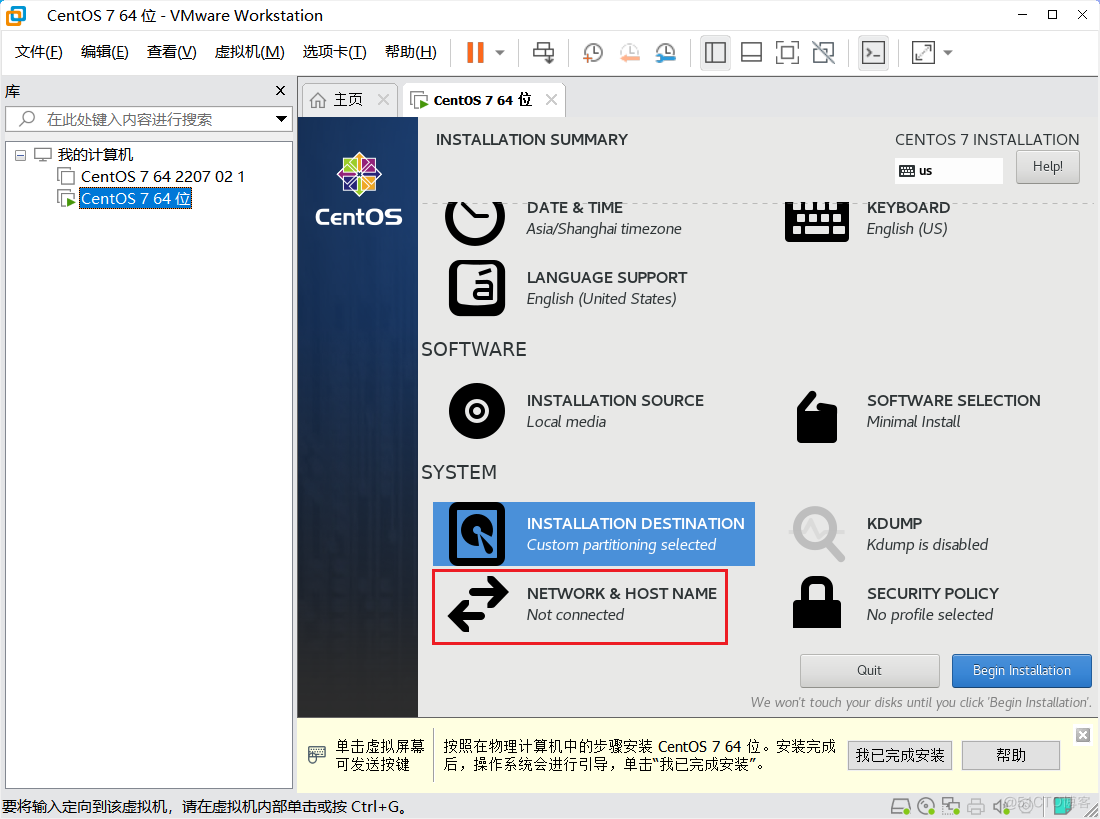 CentOS 7 64 位 - VMware Workstation
文件(F) 编辑(E) 查看(V) 虚拟机(M) 选项卡(T) 帮助(H)
库
在此处键入内容进行搜索
我的计算机
CentOS 7 64 2207 02 1
CentOS 7 64 位
主页 CentOS 7 64 位
CentOS
INSTALLATION SUMMARY
CENTOS 7 INSTALLATION
us
Help!
DATE & TIME
Asia/Shanghai timezone
KEYBOARD
English (US)
LANGUAGE SUPPORT
English (United States)
SOFTWARE
INSTALLATION SOURCE
Local media
SOFTWARE SELECTION
Minimal Install
SYSTEM
INSTALLATION DESTINATION
Custom partitioning selected
KDUMP
Kdump is disabled
NETWORK & HOST NAME
Not connected
SECURITY POLICY
No profile selected
Quit
Begin Installation
We won't touch your disks until you click 'Begin Installation'.
单击虚拟屏幕
可发送按键
按照在物理计算机中的步骤安装 CentOS 7 64 位。安装完成
后，操作系统会进行引导，单击“我已完成安装”。
我已完成安装
帮助
要将输入定向到该虚拟机，请在虚拟机内部单击或按 Ctrl+G。